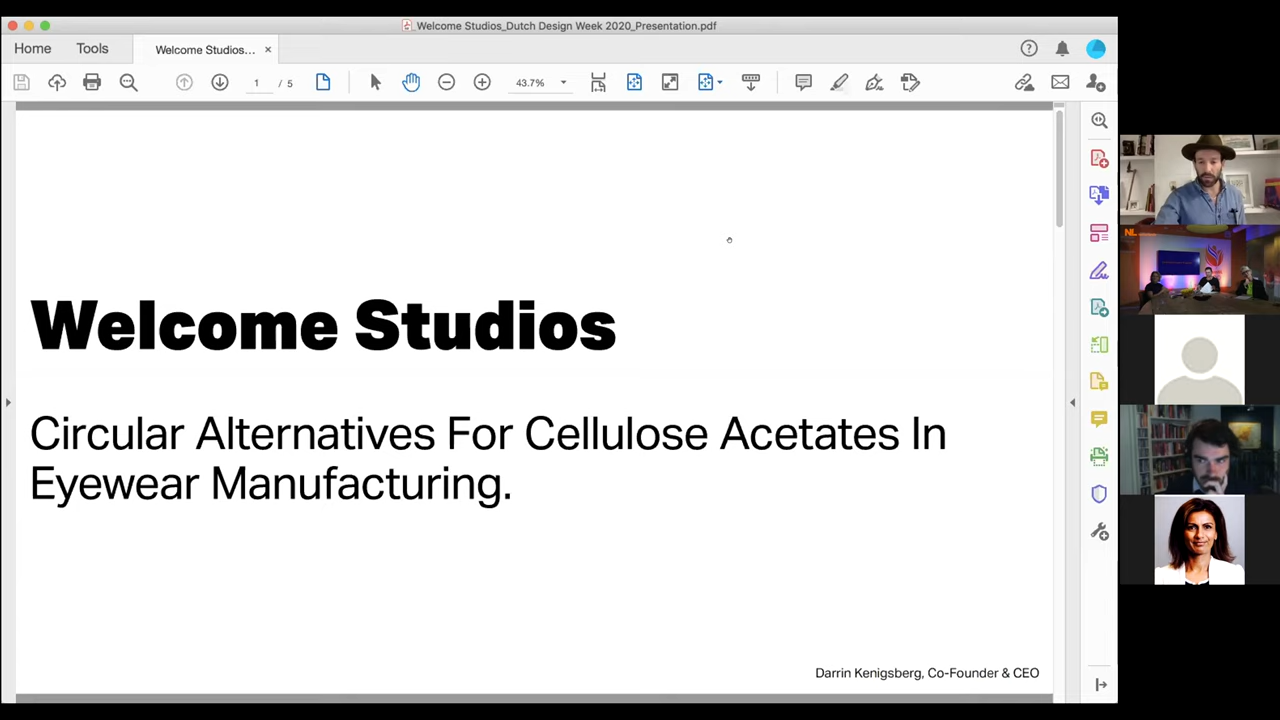 Welcome Studios_Dutch Design Week 2020_Presentation.pdf
Home
Tools
Welcome Studios...
1 / 5
43.7%
Welcome Studios
Circular Alternatives For Cellulose Acetates In
Eyewear Manufacturing.
Darrin Kenigsberg, Co-Founder & CEO
NL